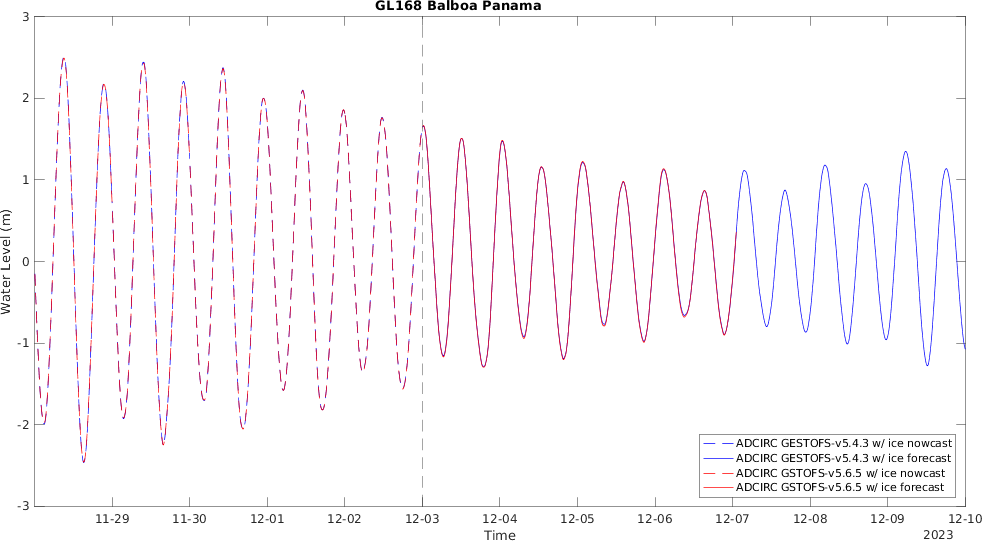 GL168 Balboa Panama
3
2
1
0
-1
-2
-3
Water Level (m)
ADCIRC GESTOFS-v5.4.3 w/ ice nowcast
ADCIRC GESTOFS-v5.4.3 w/ ice forecast
ADCIRC GSTOFS-v5.6.5 w/ ice nowcast
ADCIRC GSTOFS-v5.6.5 w/ ice forecast
11-29 11-30 12-01 12-02 12-03 12-04 12-05 12-06 12-07 12-08 12-09 12-10
Time
2023